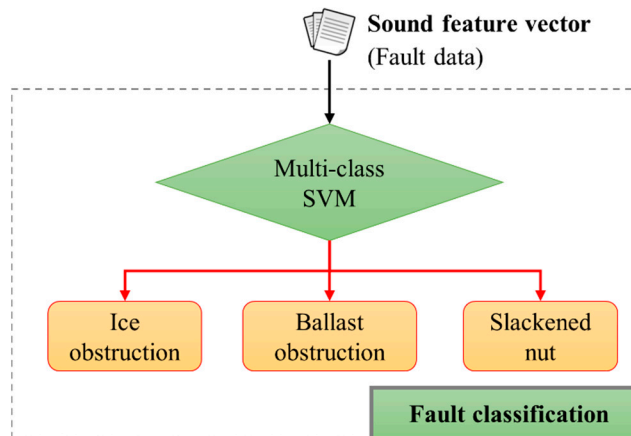 Sound feature vector
(Fault data)
Multi-class
SVM
Ice
obstruction
Ballast
obstruction
Slackened
nut
Fault classification